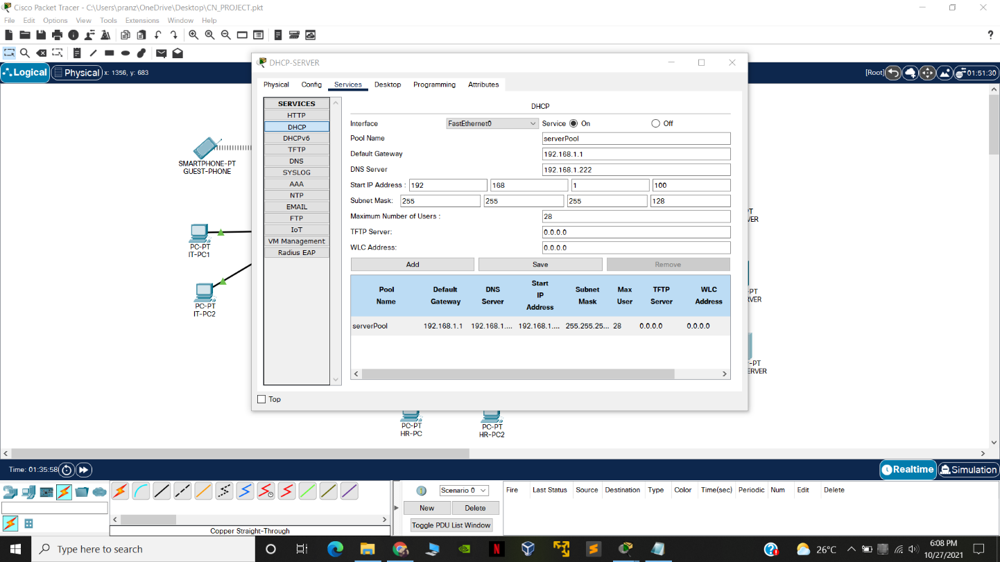 Cisco Packet Tracer - C:\Users\pranz\OneDrive\Desktop\CN_PROJECT.pkt
File Edit Options View Tools Extensions Window Help
?
Logical Physical x: 1356, y: 683
[Root] 01:51:30
DHCP-SERVER
Physical Config Services Desktop Programming Attributes
SERVICES
HTTP
DHCP
DHCPv6
TFTP
DNS
SYSLOG
AAA
NTP
EMAIL
FTP
IoT
VM Management
Radius EAP
DHCP
Interface FastEthernet0 Service On Off
Pool Name serverPool
Default Gateway 192.168.1.1
DNS Server 192.168.1.222
Start IP Address : 192 168 1 100
Subnet Mask: 255 255 255 128
Maximum Number of Users : 28
TFTP Server: 0.0.0.0
WLC Address: 0.0.0.0
Add Save Remove
Pool Name Default Gateway DNS Server Start IP Address Subnet Mask Max User TFTP Server WLC Address
serverPool 192.168.1.1 192.168.1.... 192.168.1.... 255.255.25... 28 0.0.0.0 0.0.0.0
Top
SMARTPHONE-PT
GUEST-PHONE
PC-PT
IT-PC1
PC-PT
IT-PC2
PC-PT
HR-PC
PC-PT
HR-PC2
-PT
ERVER
Time: 01:35:58
Realtime Simulation
Scenario 0
New Delete
Toggle PDU List Window
Fire Last Status Source Destination Type Color Time(sec) Periodic Num Edit Delete
Copper Straight-Through
Type here to search
26°C
6:08 PM
10/27/2021